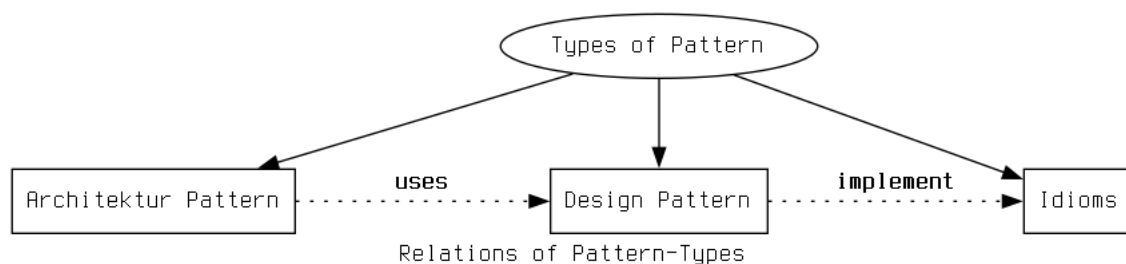 Types of Pattern
uses
implement
Architektur Pattern
Design Pattern
Idioms
Relations of Pattern-Types